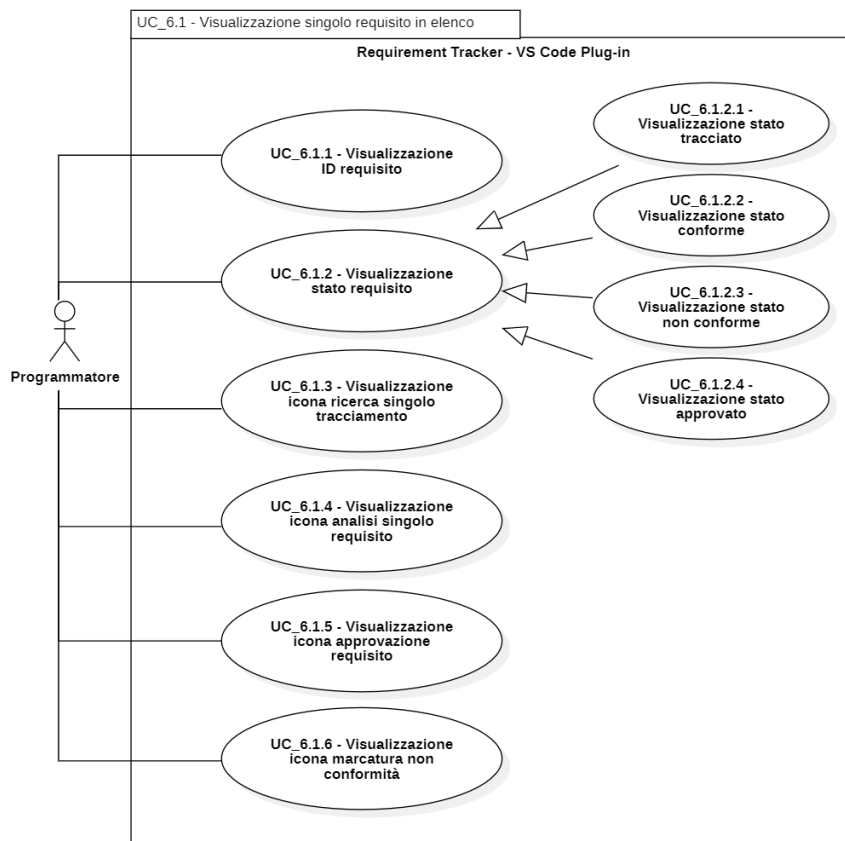 UC_6.1 - Visualizzazione singolo requisito in elenco
Requirement Tracker - VS Code Plug-in
UC_6.1.1 - Visualizzazione
ID requisito
UC_6.1.2 - Visualizzazione
stato requisito
UC_6.1.2.1 -
Visualizzazione stato
tracciato
UC_6.1.2.2 -
Visualizzazione stato
conforme
UC_6.1.2.3 -
Visualizzazione stato
non conforme
UC_6.1.2.4 -
Visualizzazione stato
approvato
Programmatore
UC_6.1.3 - Visualizzazione
icona ricerca singolo
tracciamento
UC_6.1.4 - Visualizzazione
icona analisi singolo
requisito
UC_6.1.5 - Visualizzazione
icona approvazione
requisito
UC_6.1.6 - Visualizzazione
icona marcatura non
conformità